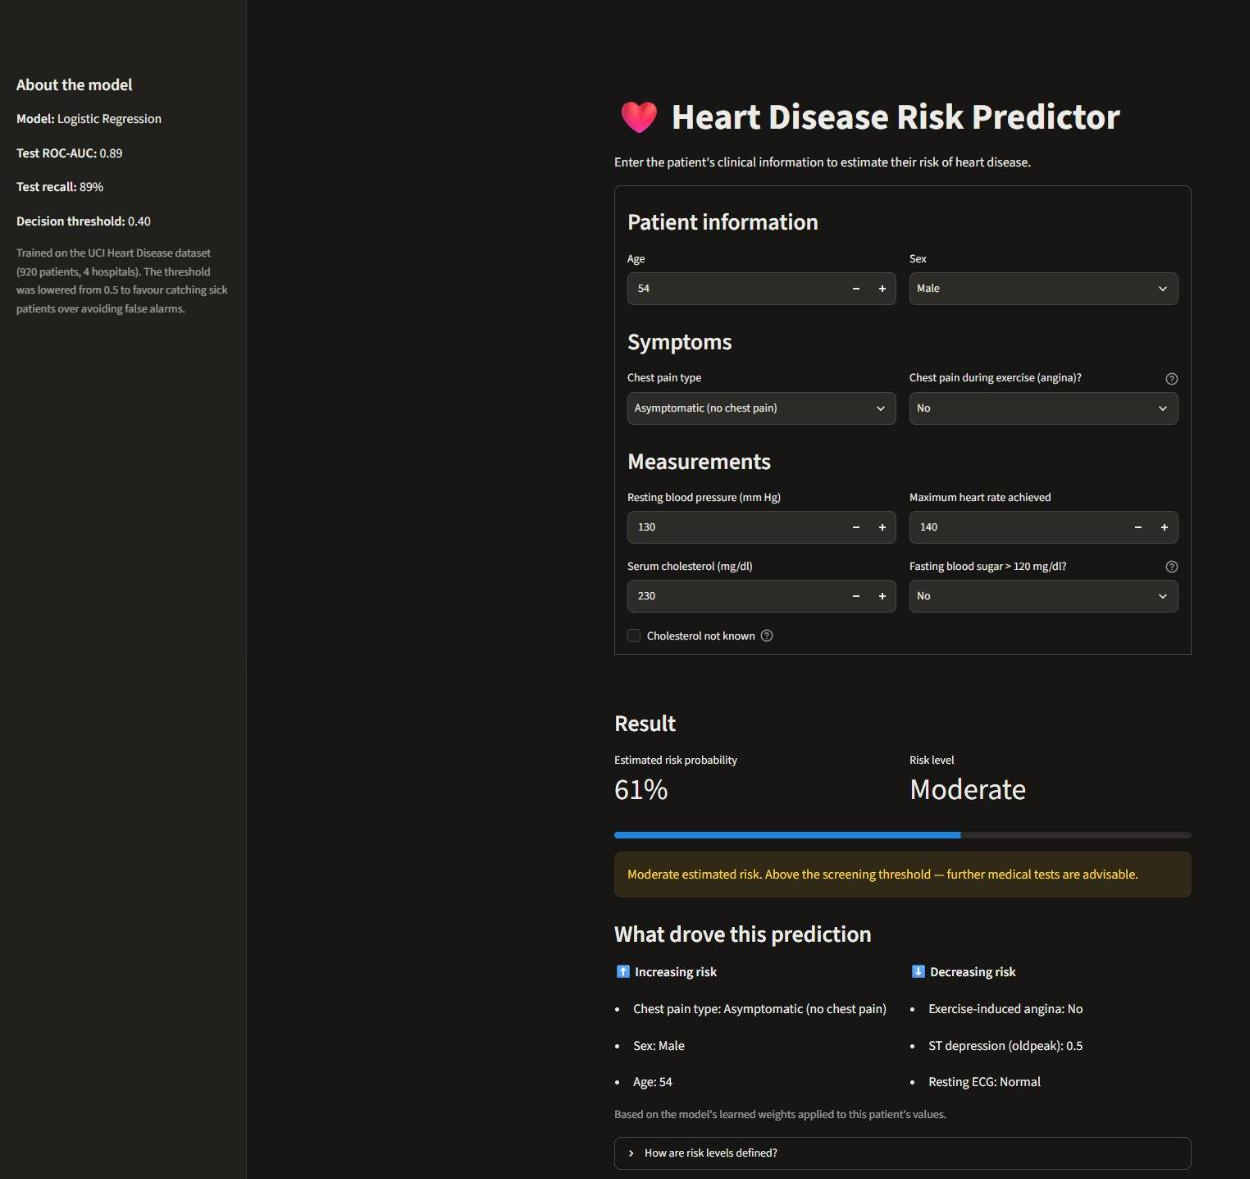 About the model
Model: Logistic Regression
Test ROC-AUC: 0.89
Test recall: 89%
Decision threshold: 0.40
Trained on the UCI Heart Disease dataset
(920 patients, 4 hospitals). The threshold
was lowered from 0.5 to favour catching sick
patients over avoiding false alarms.
Heart Disease Risk Predictor
Enter the patient's clinical information to estimate their risk of heart disease.
Patient information
Age
Sex
54
Male
Symptoms
Chest pain type
Chest pain during exercise (angina)?
Asymptomatic (no chest pain)
No
Measurements
Resting blood pressure (mm Hg)
Maximum heart rate achieved
130
140
Serum cholesterol (mg/dl)
Fasting blood sugar > 120 mg/dl?
230
No
Cholesterol not known
Result
Estimated risk probability
Risk level
61%
Moderate
Moderate estimated risk. Above the screening threshold — further medical tests are advisable.
What drove this prediction
Increasing risk
Decreasing risk
• Chest pain type: Asymptomatic (no chest pain)
• Exercise-induced angina: No
• Sex: Male
• ST depression (oldpeak): 0.5
• Age: 54
• Resting ECG: Normal
Based on the model's learned weights applied to this patient's values.
How are risk levels defined?